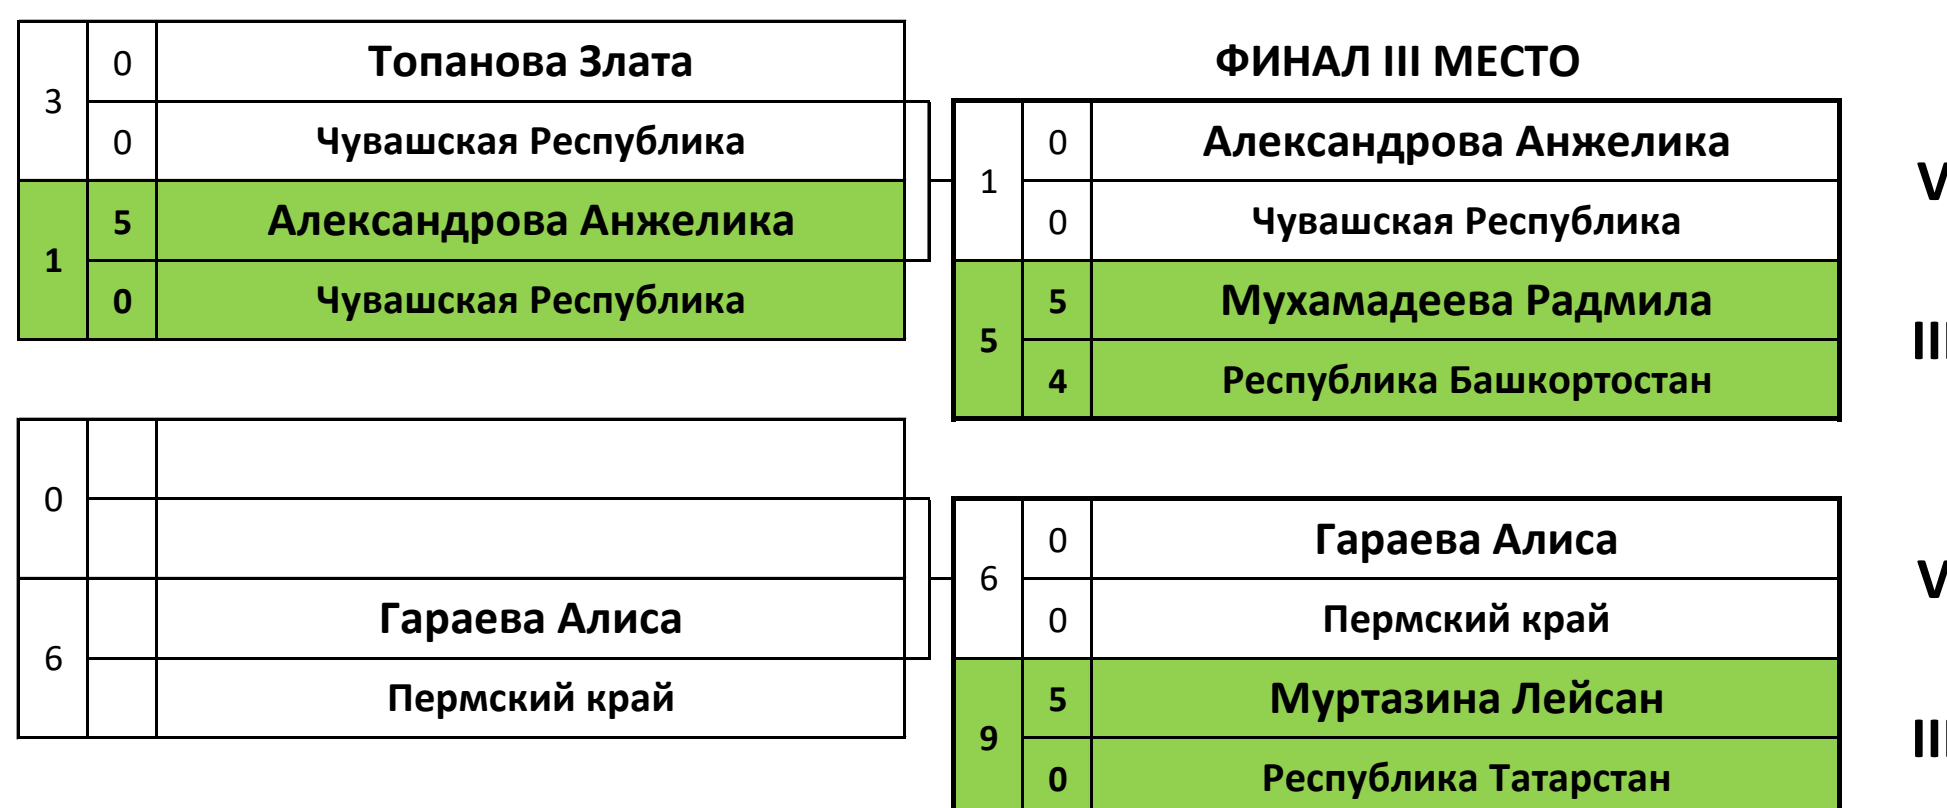 3
0 Топанова Злата
0 Чувашская Республика
1
5 Александрова Анжелика
0 Чувашская Республика
0
6
Гараева Алиса
Пермский край
ФИНАЛ III МЕСТО
1
0 Александрова Анжелика
0 Чувашская Республика
V
5
5 Мухамадеева Радмила
4 Республика Башкортостан
III
6
0 Гараева Алиса
0 Пермский край
V
9
5 Муртазина Лейсан
0 Республика Татарстан
III